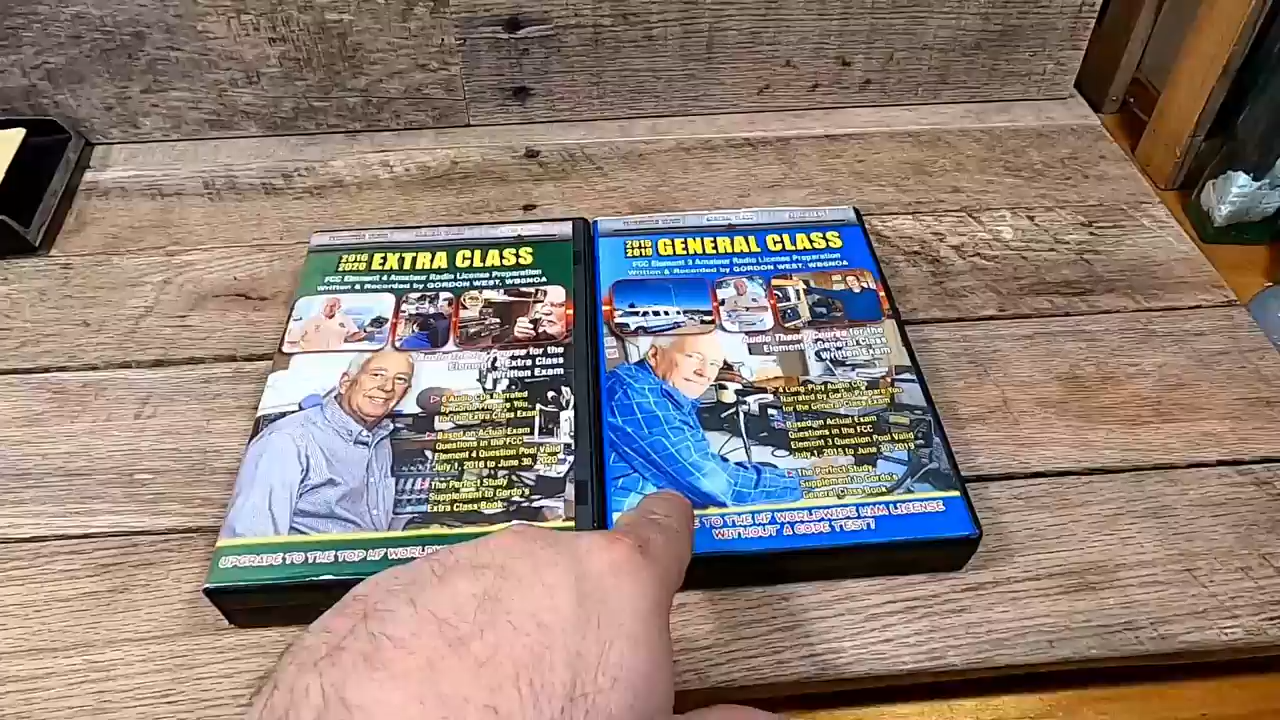 2016
2020 EXTRA CLASS
FCC Element 4 Amateur Radio License Preparation
Written & Recorded by GORDON WEST, WB6NOA
Audio Theory Course for the
Element 4 Extra Class
Written Exam
6 Audio CDs Narrated
by Gordo Prepare You
for the Extra Class Exam
Based on Actual Exam
Questions in the FCC
Element 4 Question Pool Valid
July 1, 2016 to June 30, 2020
The Perfect Study
Supplement to Gordo's
Extra Class Book
UPGRADE TO THE TOP HF
2015
2019 GENERAL CLASS
FCC Element 3 Amateur Radio License Preparation
Written & Recorded by GORDON WEST, WB6NOA
Audio Theory Course for the
Element 3 General Class
Written Exam
4 Long-Play Audio CDs
Narrated by Gordo Prepare You
for the General Class Exam
Based on Actual Exam
Questions in the FCC
Element 3 Question Pool Valid
July 1, 2015 to June 30, 2019
The Perfect Study
Supplement to Gordo's
General Class Book
TO THE HF WORLDWIDE HAM LICENSE
WITHOUT A CODE TEST!